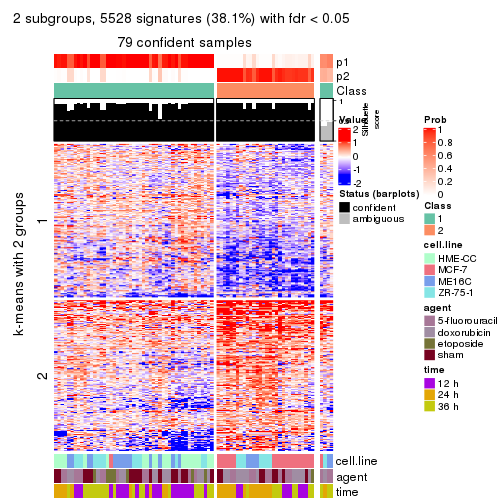 2 subgroups, 5528 signatures (38.1%) with fdr < 0.05
79 confident samples
p1
p2
Class
1
0.5
0
Silhouette
score
k-means with 2 groups
1
2
cell.line
agent
time
Value
2
1
0
-1
-2
Status (barplots)
confident
ambiguous
Prob
1
0.8
0.6
0.4
0.2
0
Class
1
2
cell.line
HME-CC
MCF-7
ME16C
ZR-75-1
agent
5-fluorouracil
doxorubicin
etoposide
sham
time
12 h
24 h
36 h